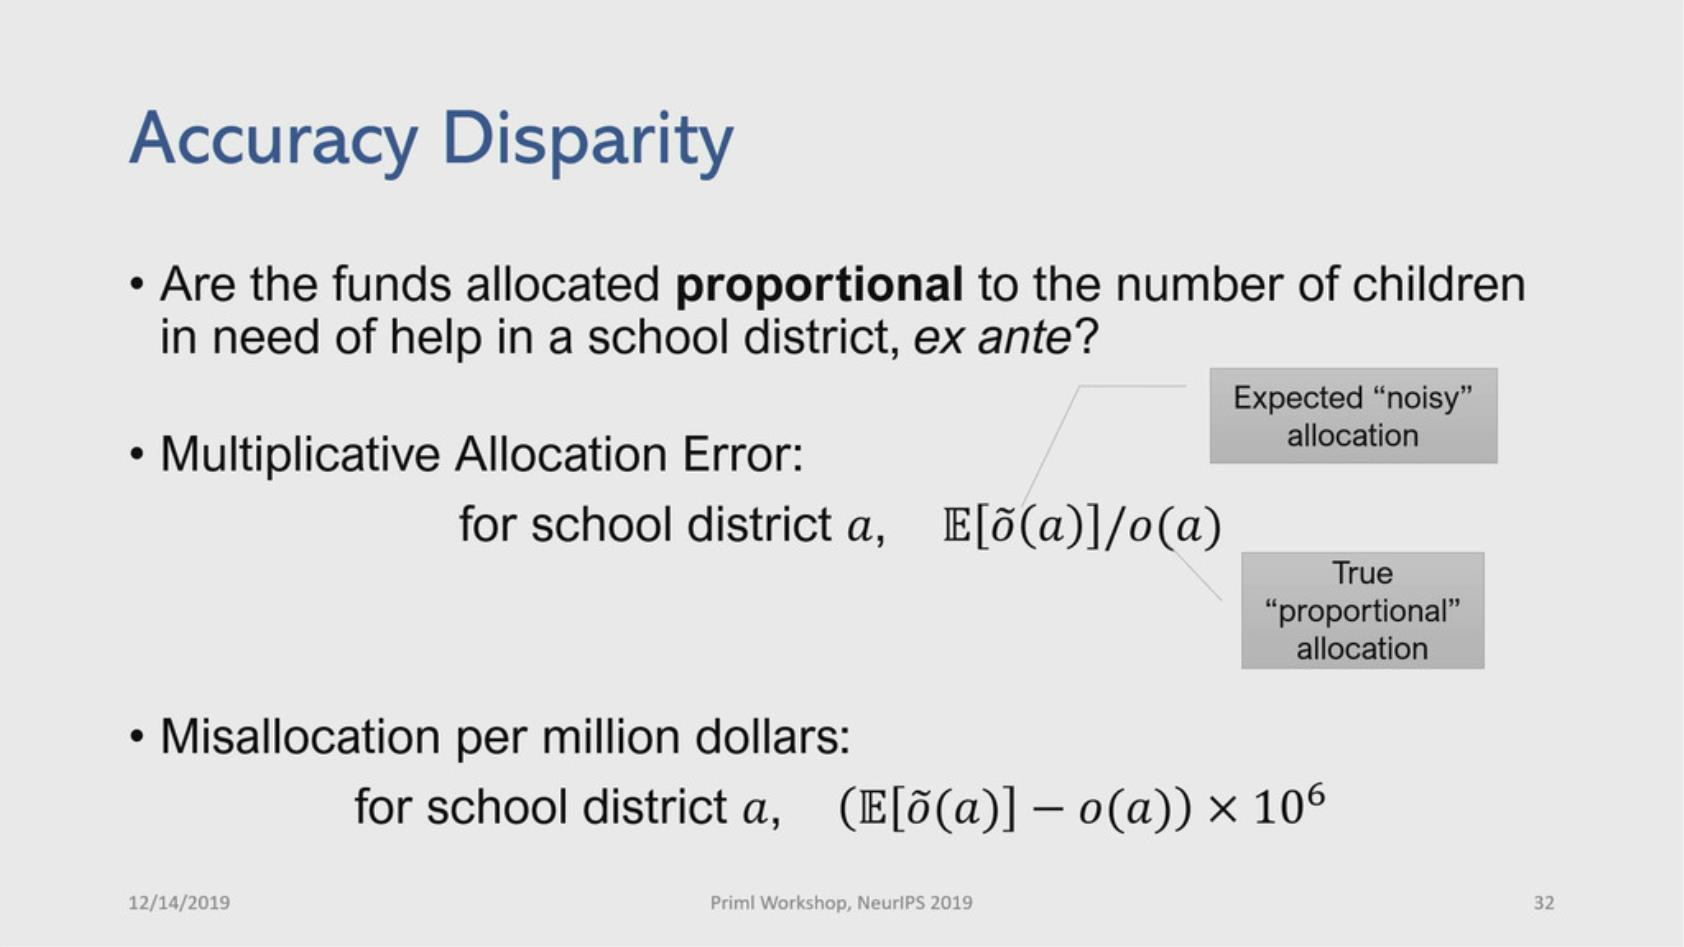 Accuracy Disparity
• Are the funds allocated proportional to the number of children
in need of help in a school district, ex ante?
Expected “noisy”
allocation
• Multiplicative Allocation Error:
for school district a, 𝔼[õ(a)]/o(a)
True
“proportional”
allocation
• Misallocation per million dollars:
for school district a, (𝔼[õ(a)] − o(a)) × 10⁶
12/14/2019 Priml Workshop, NeurIPS 2019 32